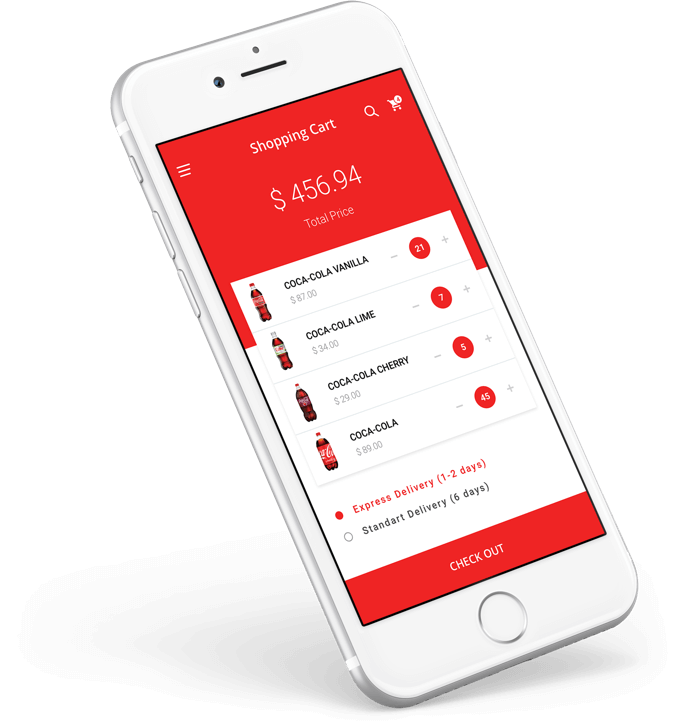 Shopping Cart
4
$ 456.94
Total Price
COCA-COLA VANILLA
$ 87.00
− 21 +
COCA-COLA LIME
$ 34.00
− 7 +
COCA-COLA CHERRY
$ 29.00
− 5 +
COCA-COLA
$ 89.00
− 45 +
Express Delivery (1-2 days)
Standart Delivery (6 days)
CHECK OUT